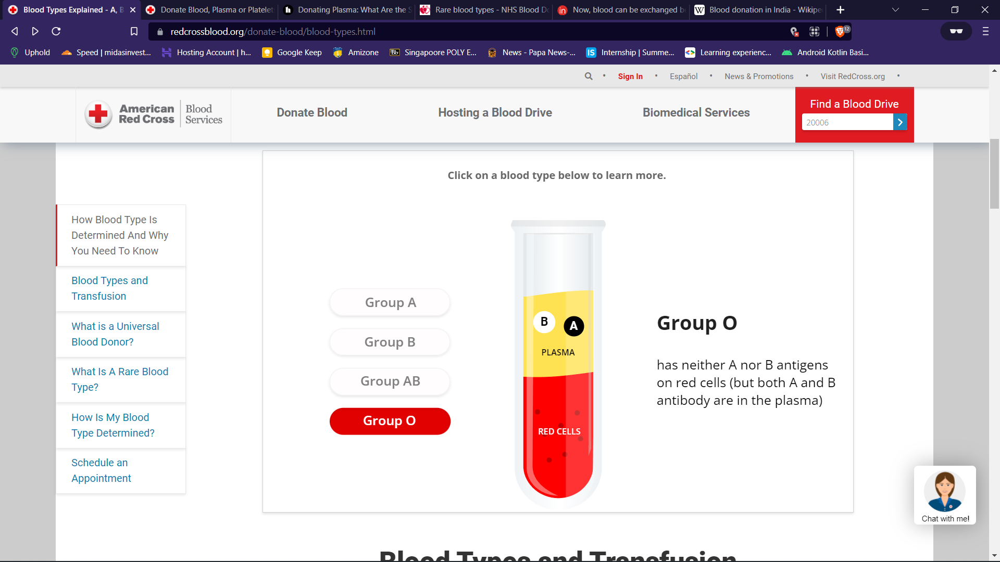 Blood Types Explained - A, B
Donate Blood, Plasma or Platelet
Donating Plasma: What Are the S
Rare blood types - NHS Blood D
Now, blood can be exchanged b
Blood donation in India - Wikipe
redcrossblood.org/donate-blood/blood-types.html
12
Uphold
Speed | midasinvest...
Hosting Account | h...
Google Keep
Amizone
Bb
Singapoore POLY E...
News - Papa News-...
IS
Internship | Summe...
Learning experienc...
Android Kotlin Basi...
Sign In
Español
News & Promotions
Visit RedCross.org
American Red Cross
Blood Services
Donate Blood
Hosting a Blood Drive
Biomedical Services
Find a Blood Drive
20006
Click on a blood type below to learn more.
How Blood Type Is
Determined And Why
You Need To Know
Blood Types and
Transfusion
What is a Universal
Blood Donor?
What Is A Rare Blood
Type?
How Is My Blood
Type Determined?
Schedule an
Appointment
Group A
Group B
Group AB
Group O
B
A
PLASMA
RED CELLS
Group O
has neither A nor B antigens
on red cells (but both A and B
antibody are in the plasma)
Chat with me!
Blood Types and Transfusion